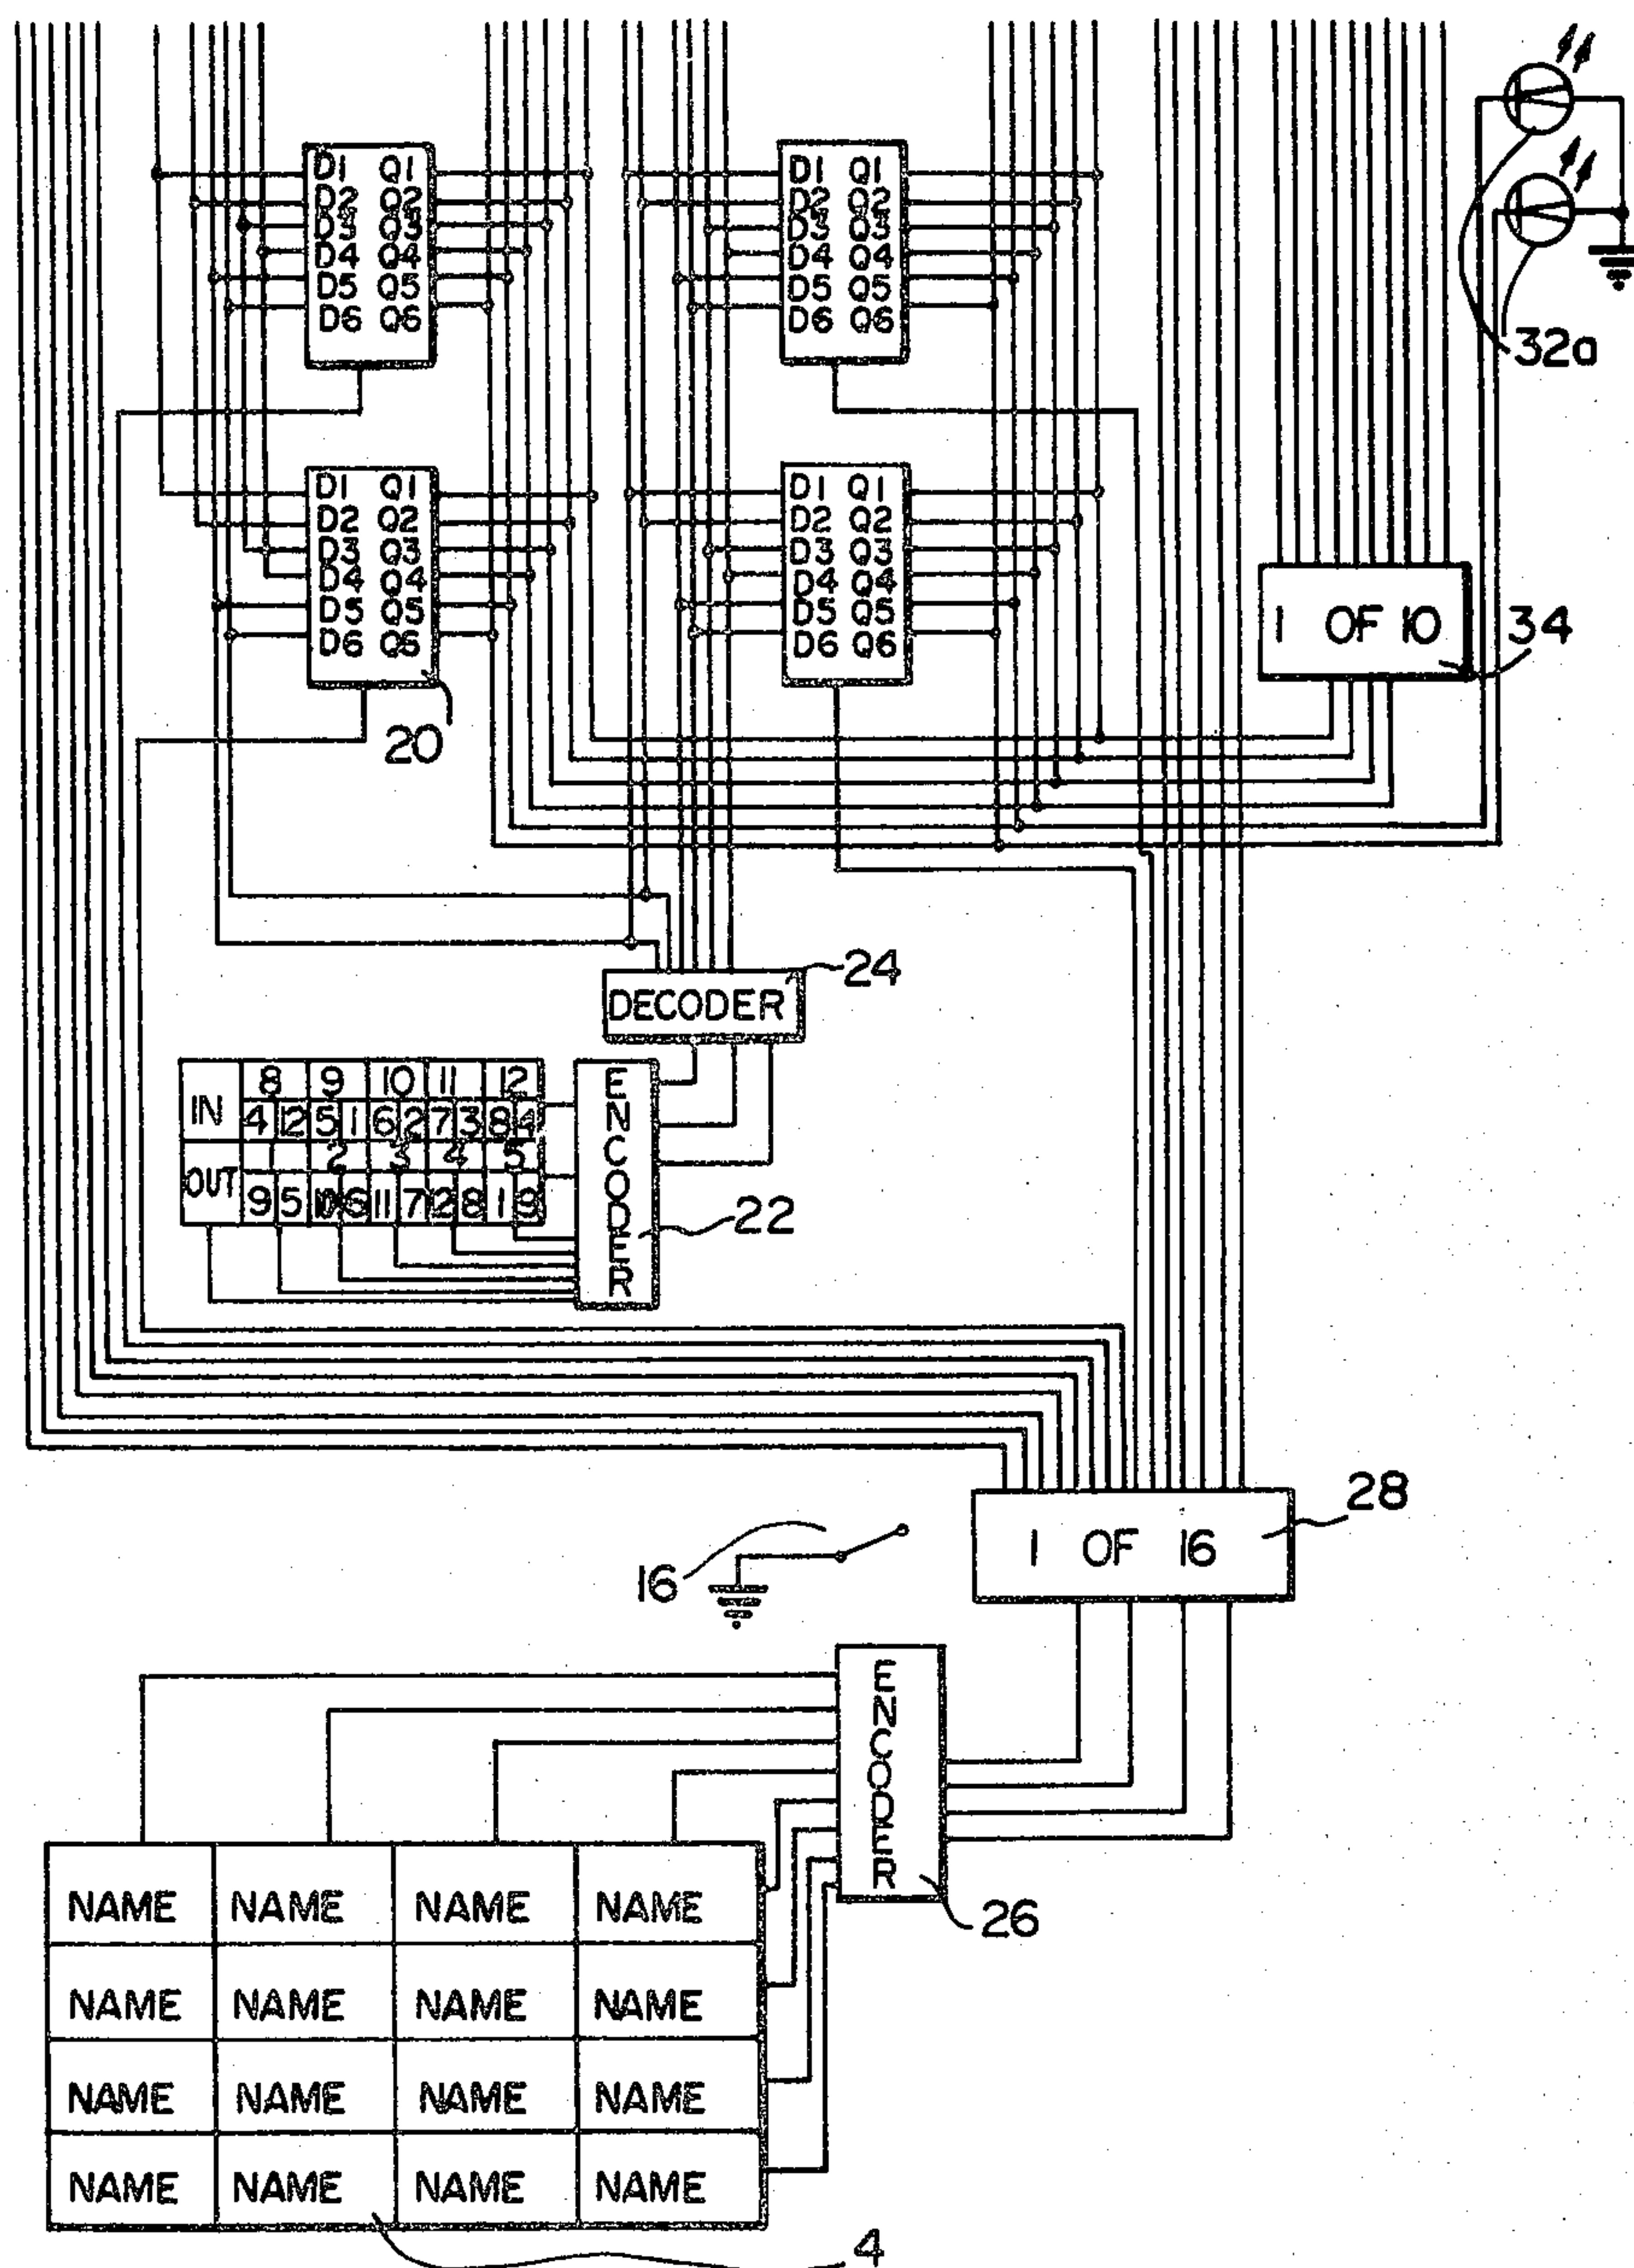 D1 Q1
D2 Q2
D3 Q3
D4 Q4
D5 Q5
D6 Q6
D1 Q1
D2 Q2
D3 Q3
D4 Q4
D5 Q5
D6 Q6
32a
D1 Q1
D2 Q2
D3 Q3
D4 Q4
D5 Q5
D6 Q6
20
D1 Q1
D2 Q2
D3 Q3
D4 Q4
D5 Q5
D6 Q6
1 OF 10
34
24
DECODER
IN 8 9 10 11 12
4 12 5 1 6 2 7 3 8 4
OUT 1 2 3 4 5
9 5 10 6 11 7 12 8 1 9
ENCODER
22
28
1 OF 16
16
ENCODER
26
NAME NAME NAME NAME
NAME NAME NAME NAME
NAME NAME NAME NAME
NAME NAME NAME NAME
4